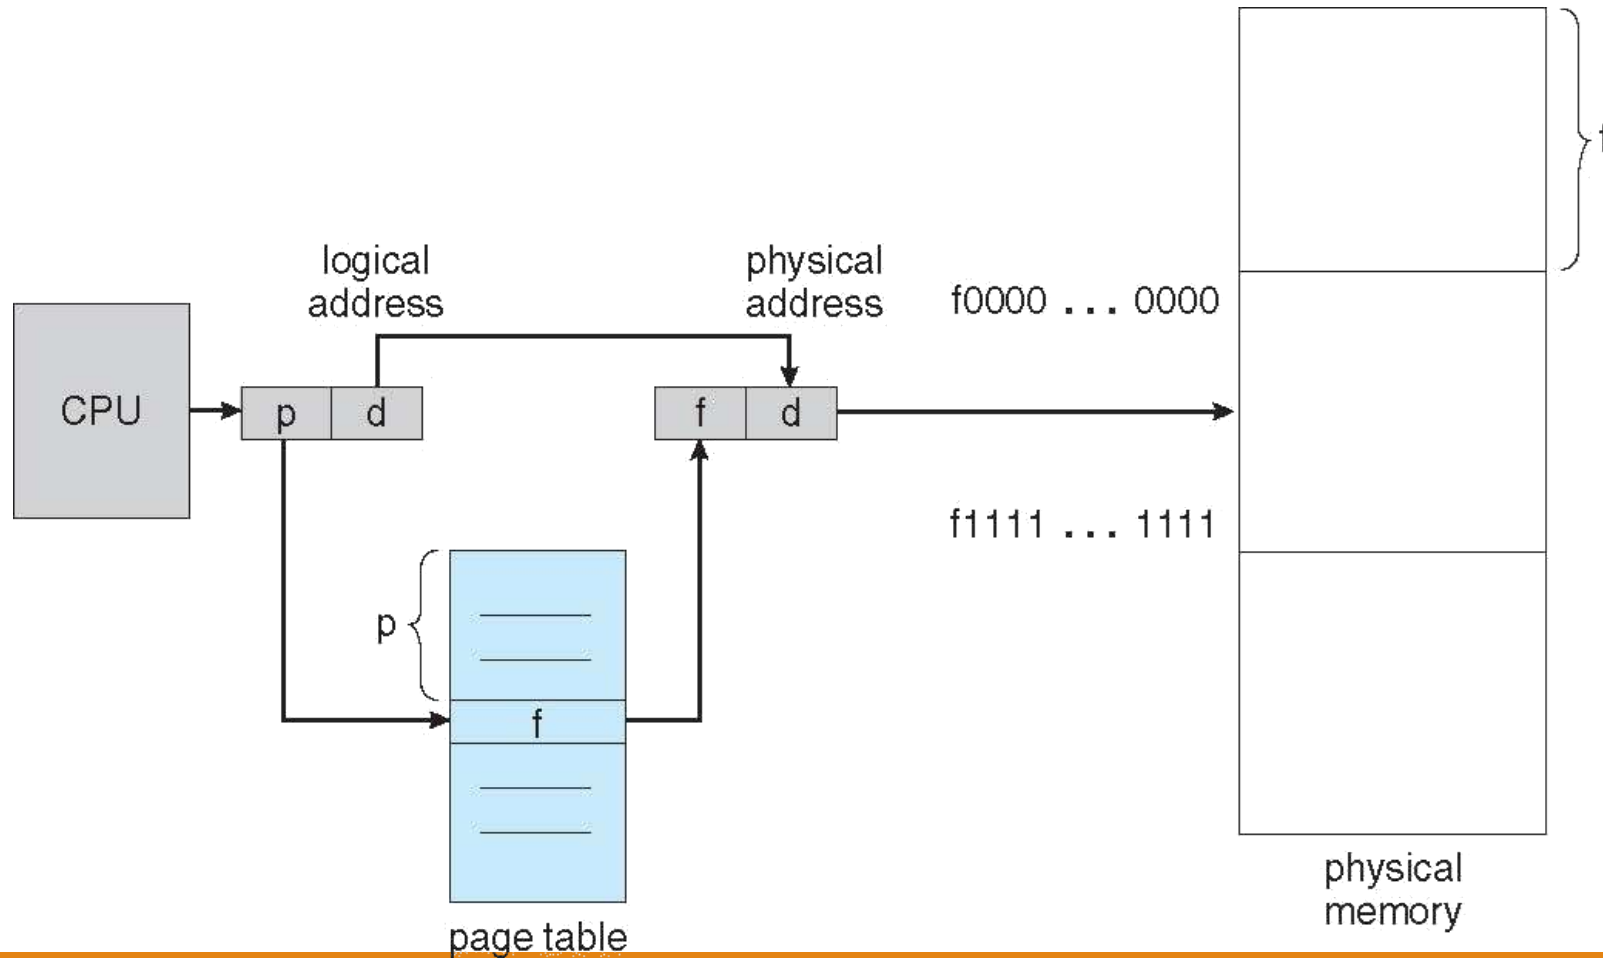 f
logical
address
physical
address
f0000 ... 0000
CPU
p
d
f
d
f1111 ... 1111
p
f
physical
memory
page table